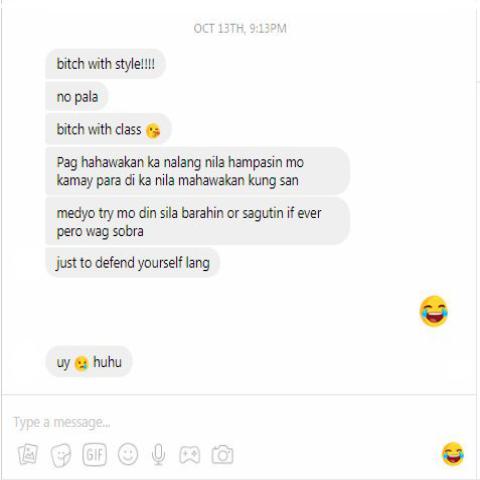 OCT 13TH, 9:13PM
bitch with style!!!!
no pala
bitch with class 😘
Pag hahawakan ka nalang nila hampasin mo
kamay para di ka nila mahawakan kung san
medyo try mo din sila barahin or sagutin if ever
pero wag sobra
just to defend yourself lang
😂
uy 😢 huhu
Type a message...
GIF